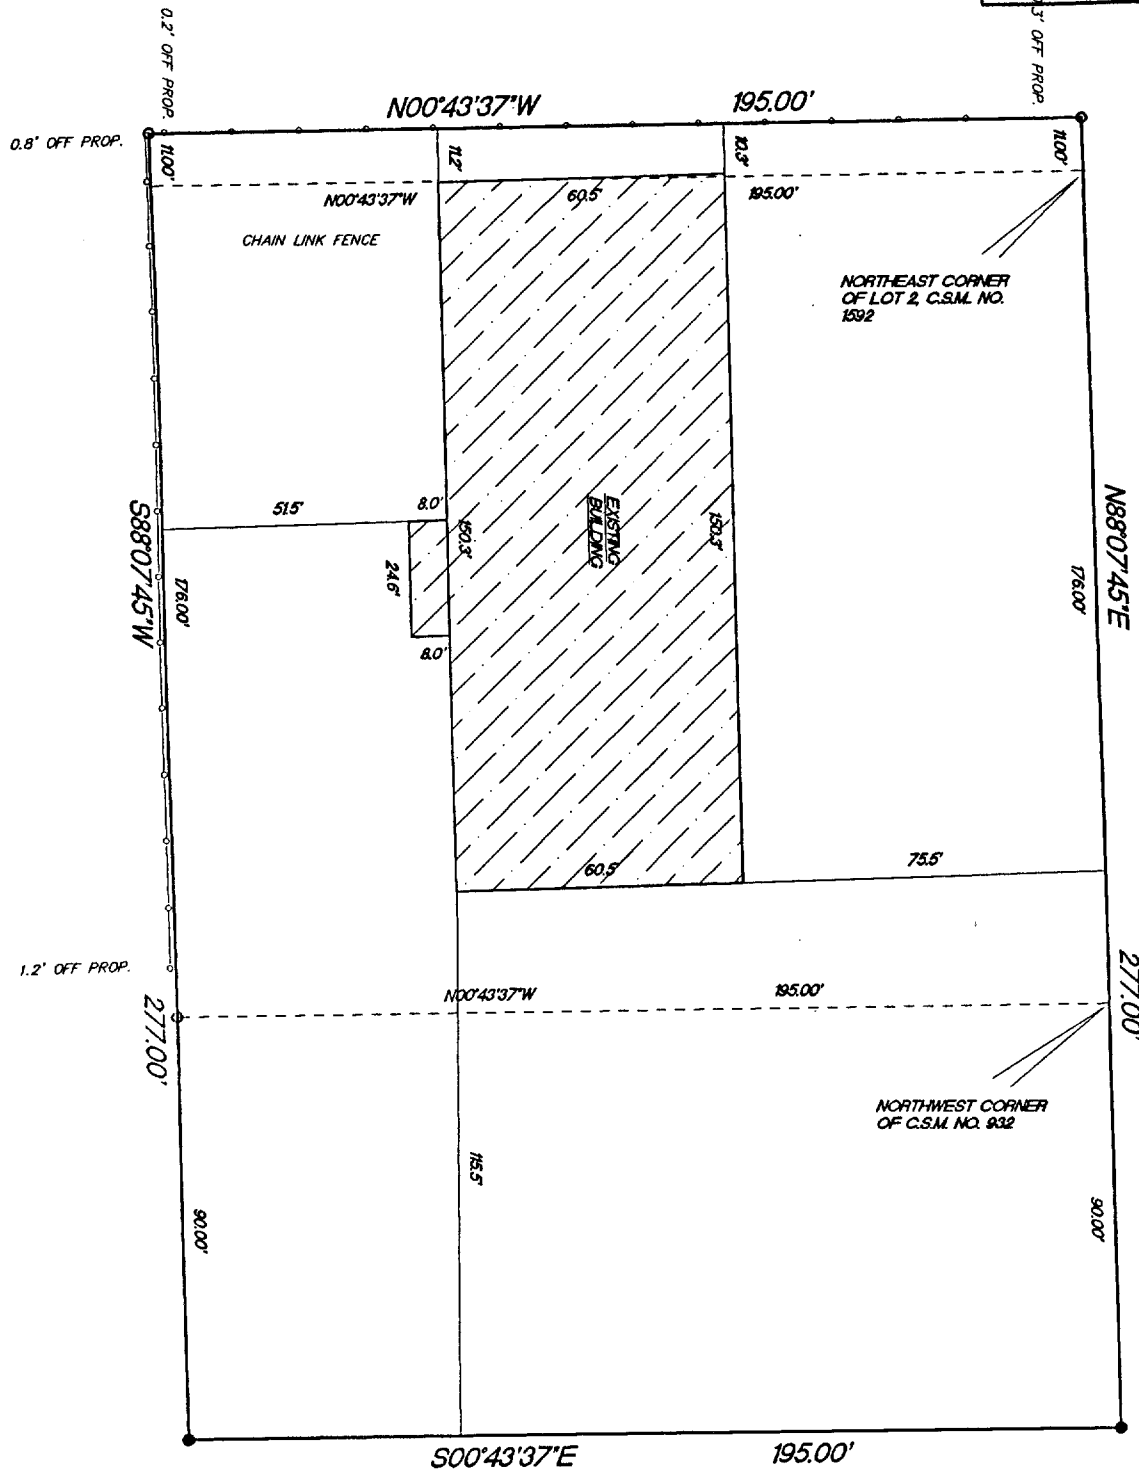 0.2' OFF PROP.
3' OFF PROP.
N00°43'37"W 195.00'
0.8' OFF PROP.
11.00'
11.2'
10.3'
11.00'
N00°43'37"W
60.5'
195.00'
CHAIN LINK FENCE
NORTHEAST CORNER
OF LOT 2, C.S.M. NO.
1592
S88°07'45"W
51.5'
8.0'
150.3'
EXISTING
BUILDING
150.3'
N88°07'45"E
24.6'
176.00'
176.00'
8.0'
60.5'
75.5'
1.2' OFF PROP.
277.00'
N00°43'37"W
195.00'
277.00'
NORTHWEST CORNER
OF C.S.M. NO. 932
115.5'
90.00'
90.00'
S00°43'37"E 195.00'